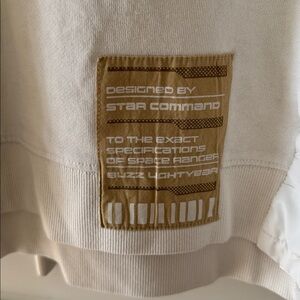 DESIGNED BY
STAR COMMAND
TO THE EXACT
SPECIFICATIONS
OF SPACE RANGER
BUZZ LIGHTYEAR